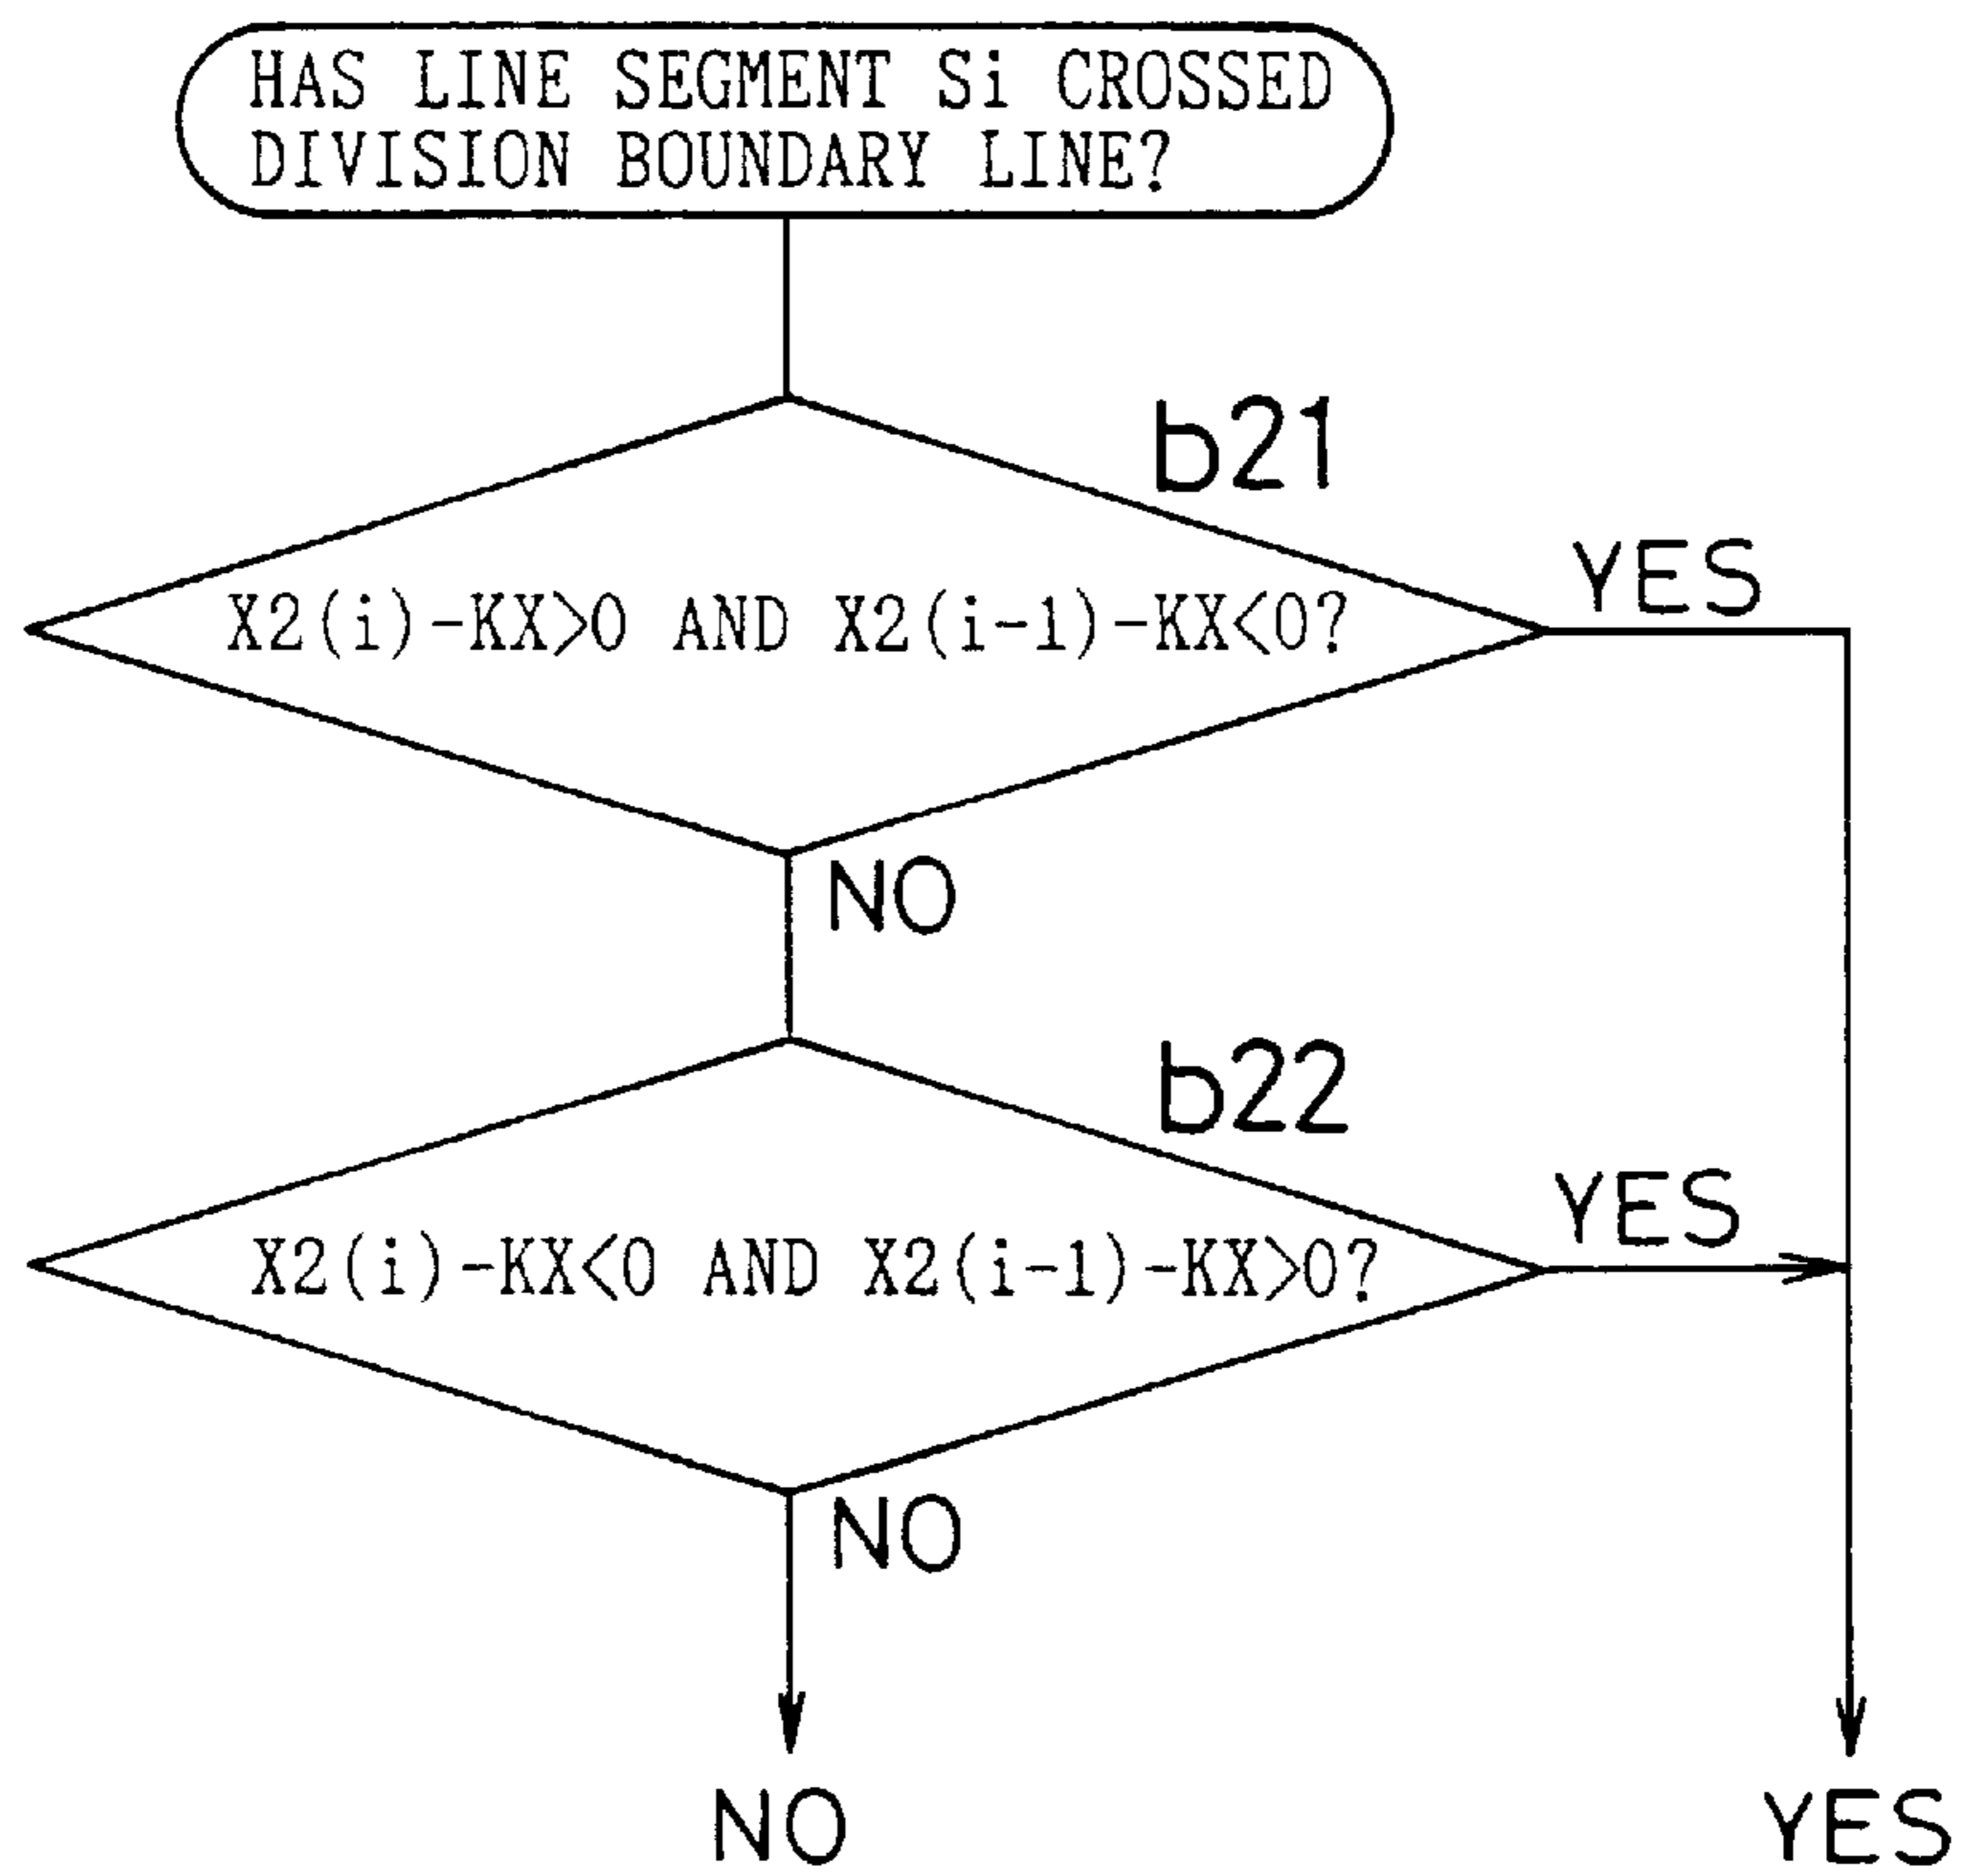 HAS LINE SEGMENT Si CROSSED
DIVISION BOUNDARY LINE?
b21
X2(i)-KX>0 AND X2(i-1)-KX<0?
YES
NO
b22
X2(i)-KX<0 AND X2(i-1)-KX>0?
YES
NO
NO
YES